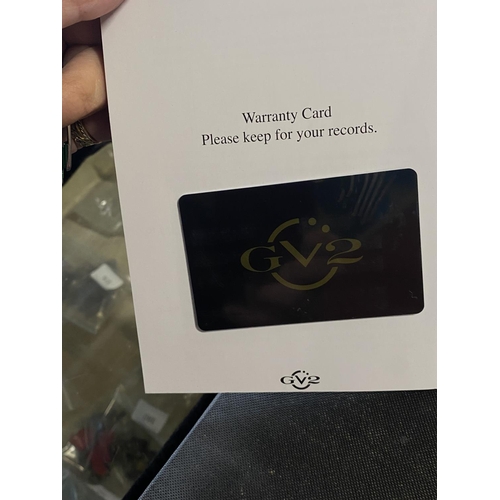 Warranty Card
Please keep for your records.
GV2
GV2